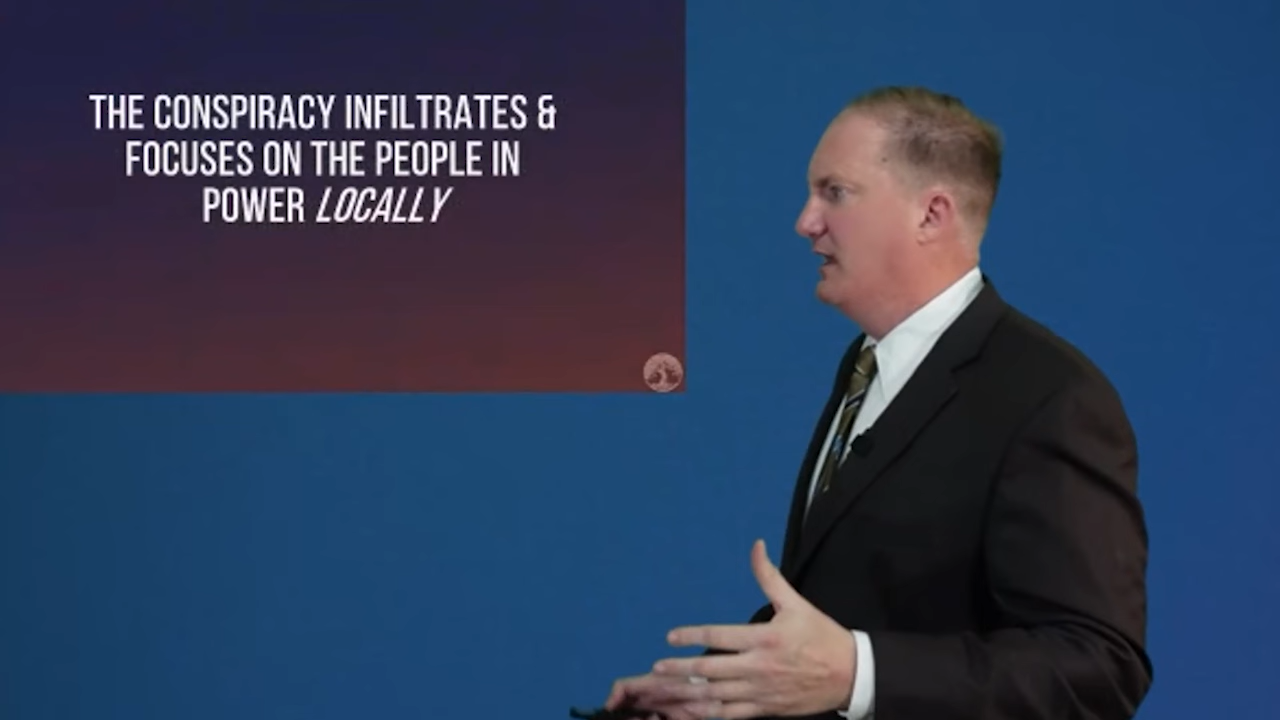 THE CONSPIRACY INFILTRATES &
FOCUSES ON THE PEOPLE IN
POWER LOCALLY